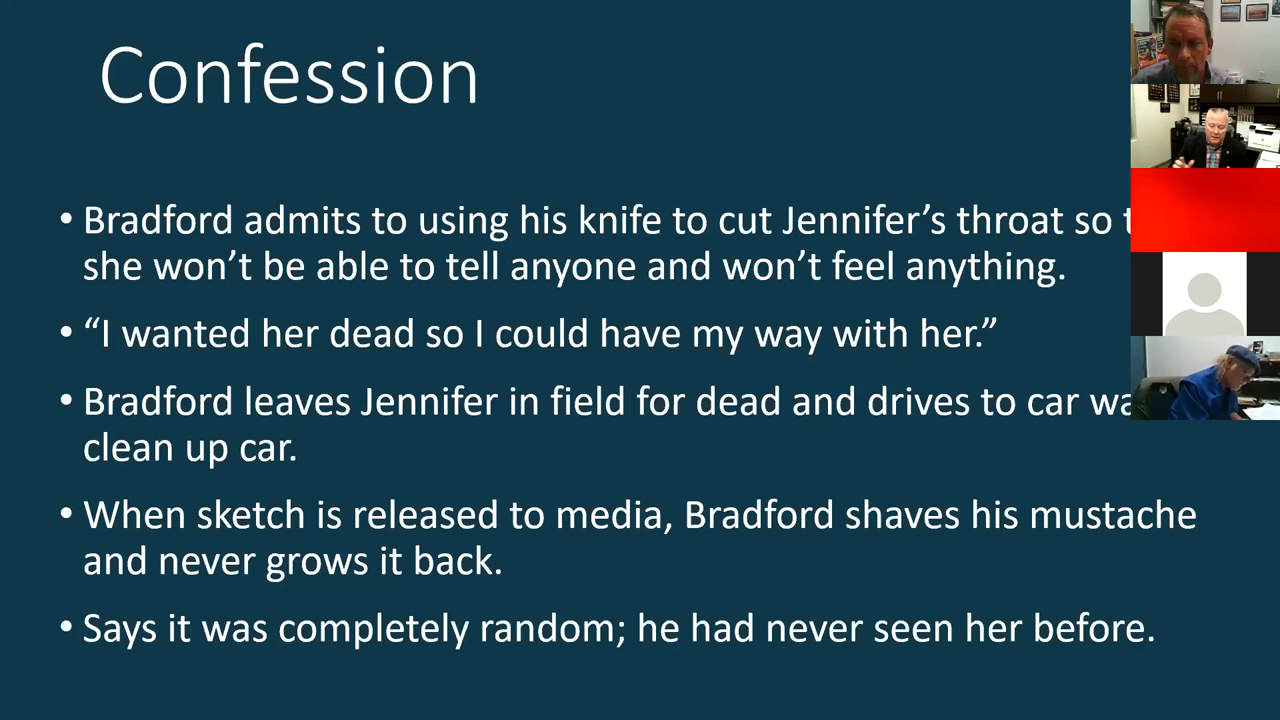 Confession
• Bradford admits to using his knife to cut Jennifer’s throat so
she won’t be able to tell anyone and won’t feel anything.
• “I wanted her dead so I could have my way with her.”
• Bradford leaves Jennifer in field for dead and drives to car
clean up car.
• When sketch is released to media, Bradford shaves his mustache
and never grows it back.
• Says it was completely random; he had never seen her before.